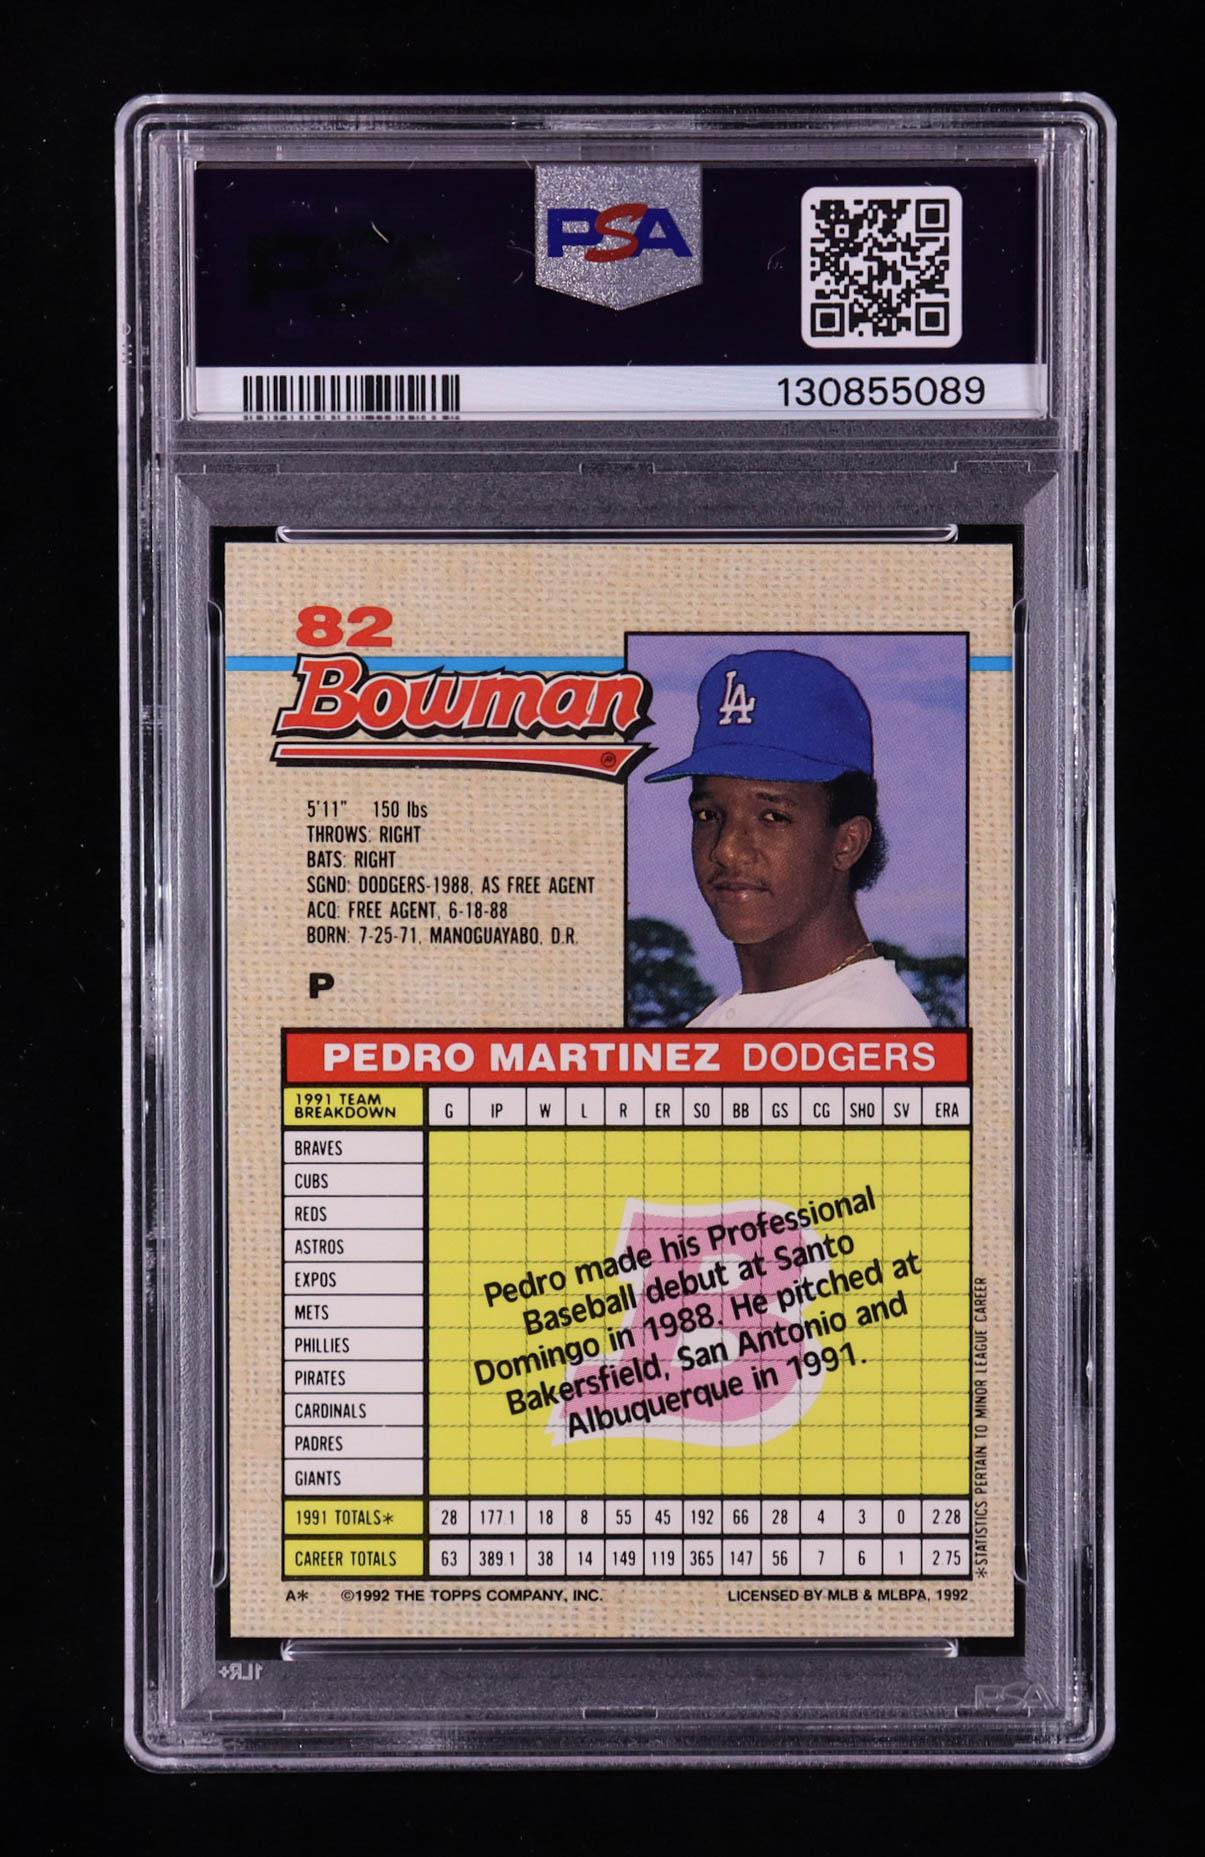 PSA
130855089
82
Bowman
LA
5'11" 150 lbs
THROWS: RIGHT
BATS: RIGHT
SGND: DODGERS-1988, AS FREE AGENT
ACQ: FREE AGENT, 6-18-88
BORN: 7-25-71, MANOGUAYABO, D.R.
P
PEDRO MARTINEZ DODGERS
1991 TEAM BREAKDOWN G IP W L R ER SO BB GS CG SHO SV ERA
BRAVES
CUBS
REDS
ASTROS
EXPOS
METS
PHILLIES
PIRATES
CARDINALS
PADRES
GIANTS
Pedro made his Professional
Baseball debut at Santo
Domingo in 1988. He pitched at
Bakersfield, San Antonio and
Albuquerque in 1991.
1991 TOTALS* 28 177.1 18 8 55 45 192 66 28 4 3 0 2.28
CAREER TOTALS 63 389.1 38 14 149 119 365 147 56 7 6 1 2.75
*STATISTICS PERTAIN TO MINOR LEAGUE CAREER
A* ©1992 THE TOPPS COMPANY, INC. LICENSED BY MLB & MLBPA, 1992
1LR+
PSA